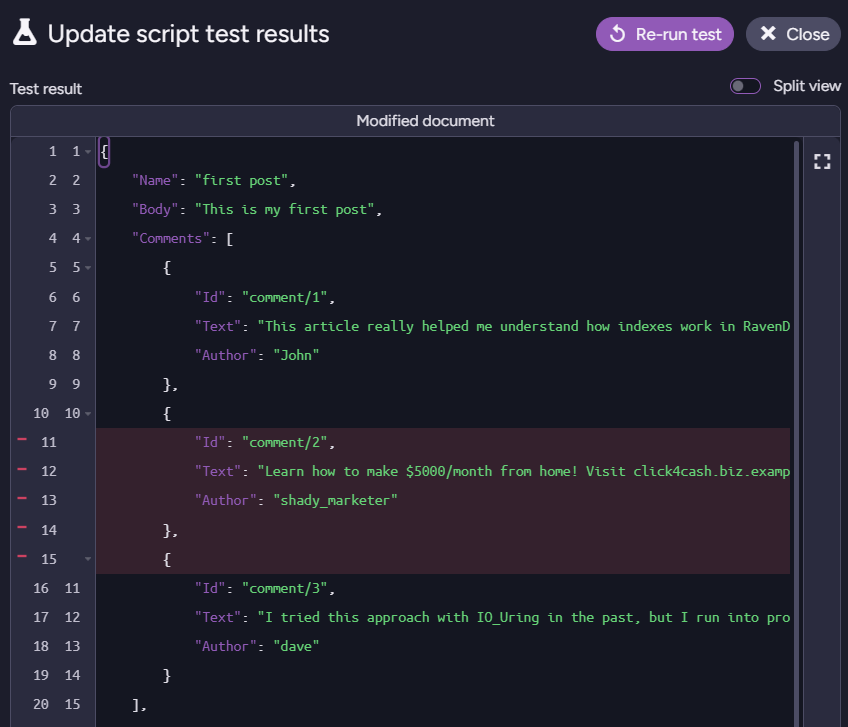 Update script test results
Re-run test
Close
Test result
Split view
Modified document
1 1 {
2 2 "Name": "first post",
3 3 "Body": "This is my first post",
4 4 "Comments": [
5 5 {
6 6 "Id": "comment/1",
7 7 "Text": "This article really helped me understand how indexes work in RavenD
8 8 "Author": "John"
9 9 },
10 10 {
- 11 "Id": "comment/2",
- 12 "Text": "Learn how to make $5000/month from home! Visit click4cash.biz.examp
- 13 "Author": "shady_marketer"
- 14 },
- 15 {
16 11 "Id": "comment/3",
17 12 "Text": "I tried this approach with IO_Uring in the past, but I run into pro
18 13 "Author": "dave"
19 14 }
20 15 ],